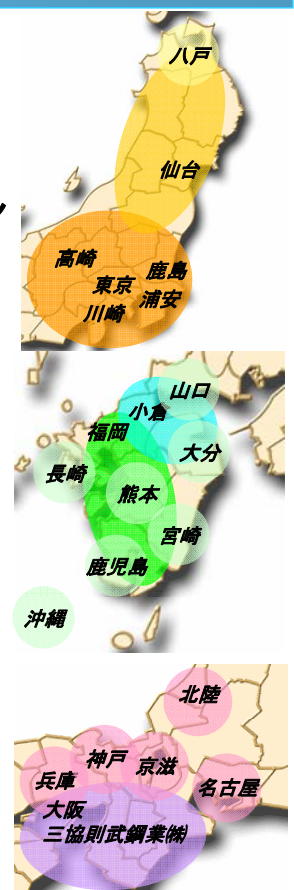 八戸
仙台
高崎
東京
鹿島
川崎
浦安
山口
小倉
福岡
大分
長崎
熊本
宮崎
鹿児島
沖縄
北陸
神戸
京滋
兵庫
名古屋
大阪
三協則武鋼業㈱